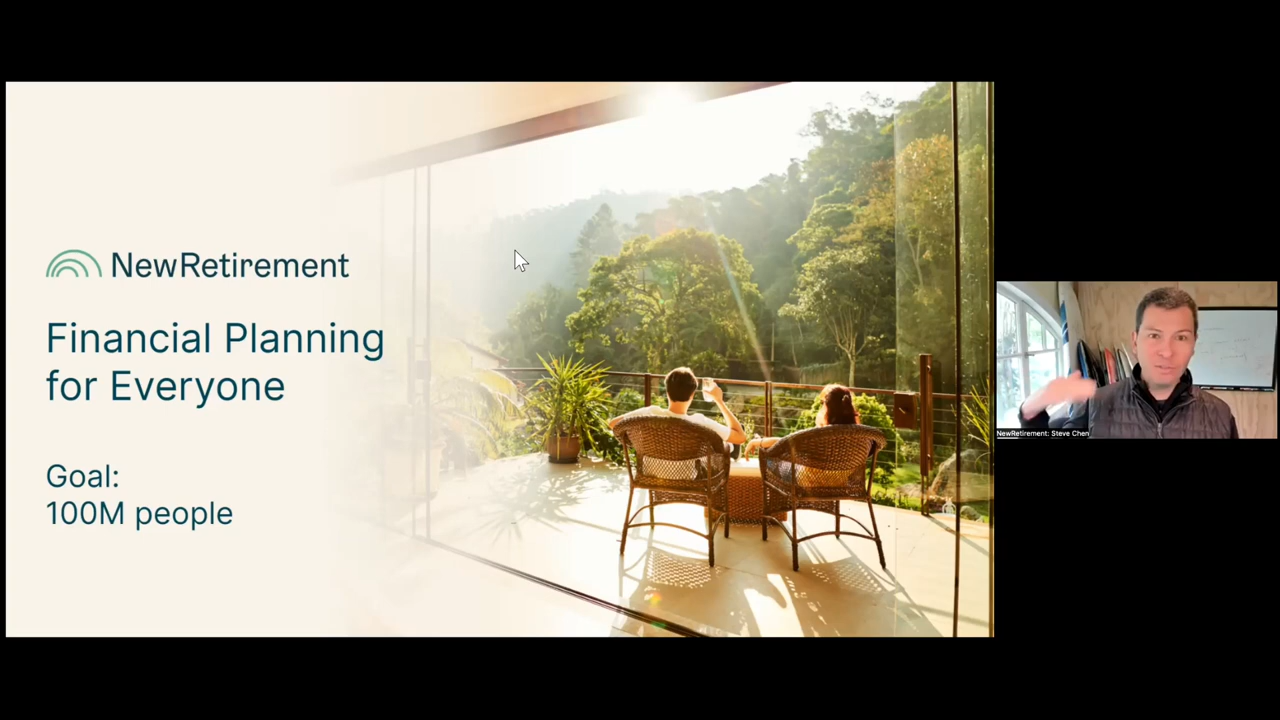 NewRetirement
Financial Planning
for Everyone
Goal:
100M people
NewRetirement: Steve Chen